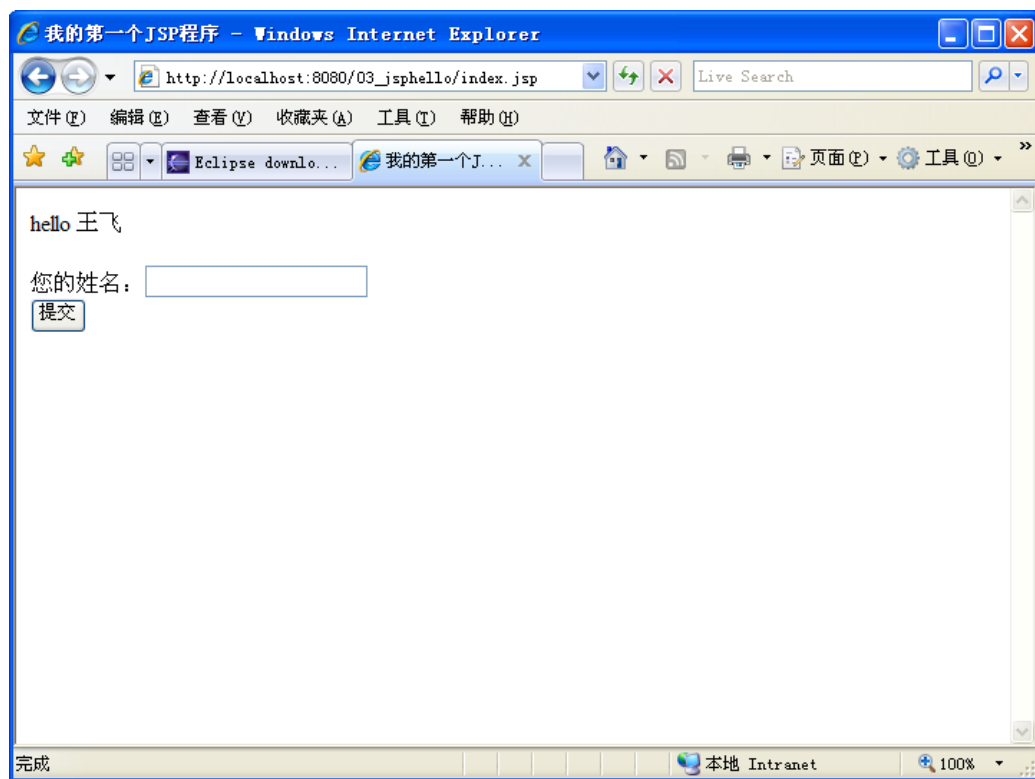 我的第一个JSP程序 - Windows Internet Explorer
http://localhost:8080/03_jsphello/index.jsp
Live Search
文件(F) 编辑(E) 查看(V) 收藏夹(A) 工具(T) 帮助(H)
Eclipse downlo... 我的第一个J... X 页面(P) 工具(O) »
hello 王飞
您的姓名：
提交
完成 本地 Intranet 100%